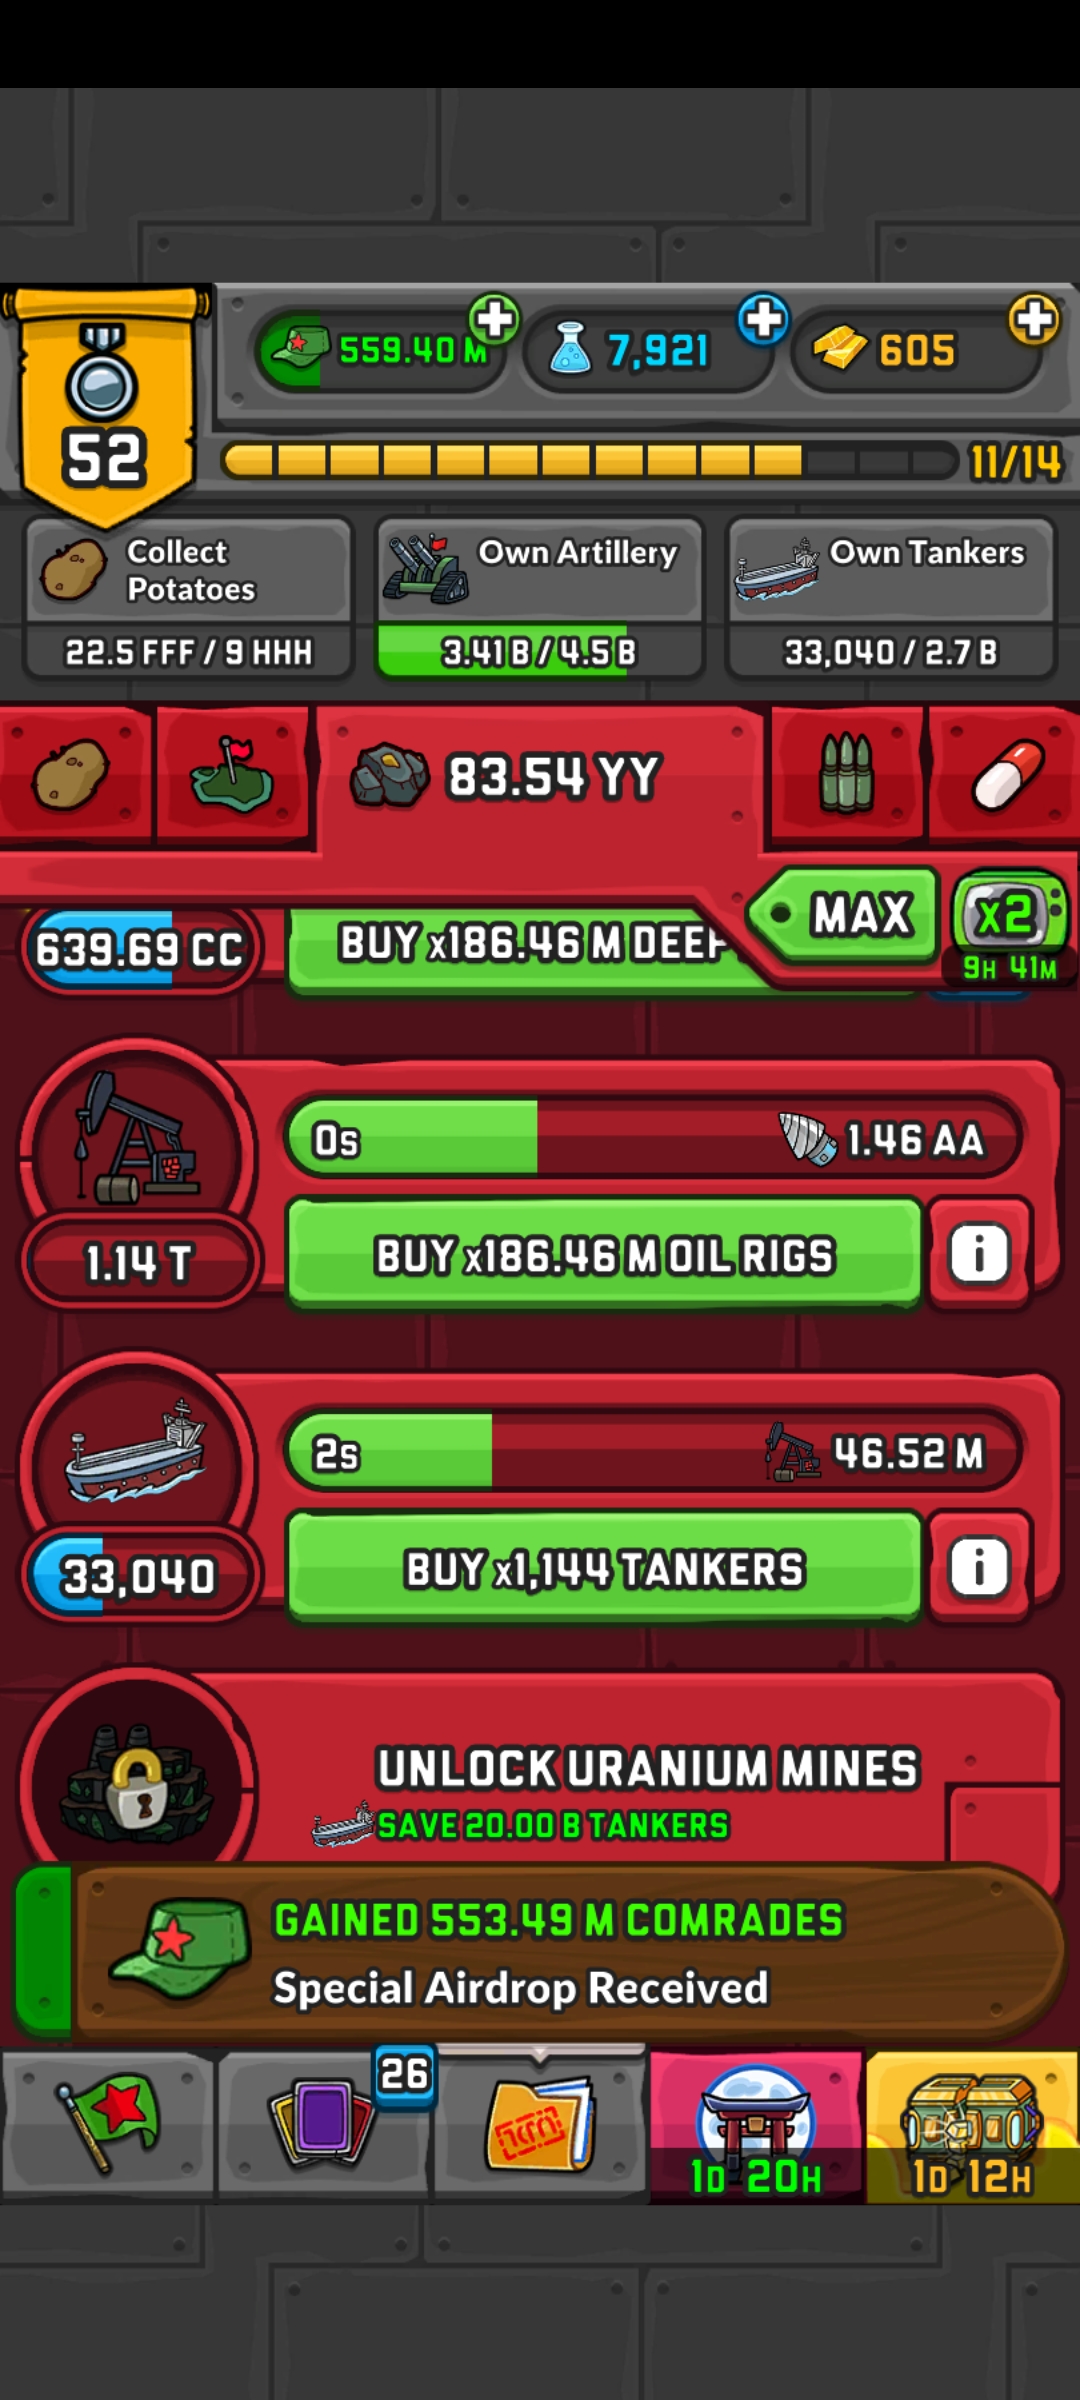 559.40 M
7,921
605
52
11/14
Collect
Potatoes
Own Artillery
Own Tankers
22.5 FFF / 9 HHH
3.41 B / 4.5 B
33,040 / 2.7 B
83.54 YY
MAX
x2
9H 41M
639.69 CC
BUY x186.46 M DEEP
0s
1.46 AA
1.14 T
BUY x186.46 M OIL RIGS
i
2s
46.52 M
33,040
BUY x1,144 TANKERS
i
UNLOCK URANIUM MINES
SAVE 20.00 B TANKERS
GAINED 553.49 M COMRADES
Special Airdrop Received
26
1D 20H
1D 12H